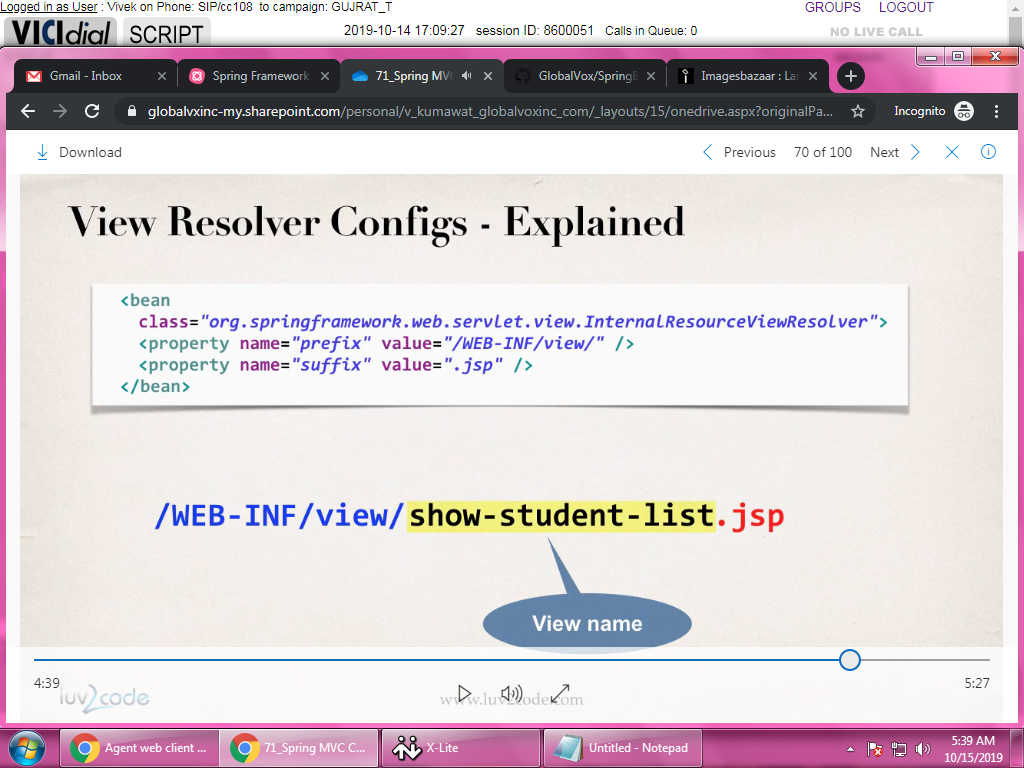 Logged in as User : Vivek on Phone: SIP/cc108 to campaign: GUJRAT_T
GROUPS LOGOUT
VICIdial SCRIPT 2019-10-14 17:09:27 session ID: 8600051 Calls in Queue: 0 NO LIVE CALL
Gmail - Inbox Spring Framework 71_Spring MV GlobalVox/Spring Imagesbazaar : Lar
globalvxinc-my.sharepoint.com/personal/v_kumawat_globalvoxinc_com/_layouts/15/onedrive.aspx?originalPa... Incognito
Download Previous 70 of 100 Next
View Resolver Configs - Explained
<bean
class="org.springframework.web.servlet.view.InternalResourceViewResolver">
<property name="prefix" value="/WEB-INF/view/" />
<property name="suffix" value=".jsp" />
</bean>
/WEB-INF/view/show-student-list.jsp
View name
4:39 5:27
luv2code www.luv2code.com
Agent web client ... 71_Spring MVC C... X-Lite Untitled - Notepad 5:39 AM
10/15/2019